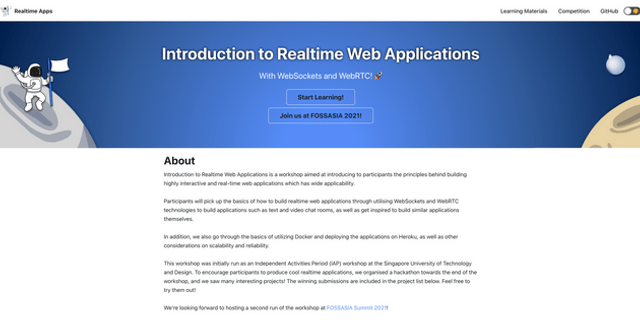 Realtime Apps
Learning Materials
Competition
GitHub
Introduction to Realtime Web Applications
With WebSockets and WebRTC! 🚀
Start Learning!
Join us at FOSSASIA 2021!
About
Introduction to Realtime Web Applications is a workshop aimed at introducing to participants the principles behind building
highly interactive and real-time web applications which has wide applicability.
Participants will pick up the basics of how to build realtime web applications through utilising WebSockets and WebRTC
technologies to build applications such as text and video chat rooms, as well as get inspired to build similar applications
themselves.
In addition, we also go through the basics of utilizing Docker and deploying the applications on Heroku, as well as other
considerations on scalability and reliability.
This workshop was initially run as an Independent Activities Period (IAP) workshop at the Singapore University of Technology
and Design. To encourage participants to produce cool realtime applications, we organised a hackathon towards the end of the
workshop, and we saw many interesting projects! The winning submissions are included in the project list below. Feel free to
try them out!
We're looking forward to hosting a second run of the workshop at FOSSASIA Summit 2021!